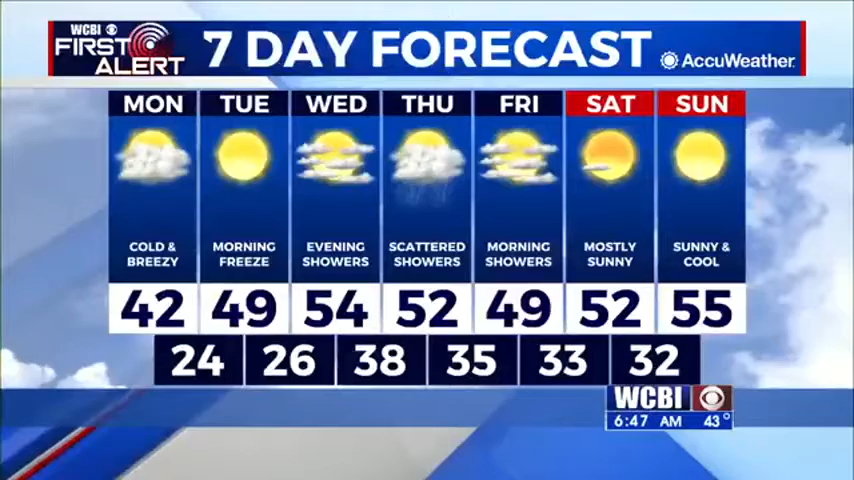 WCBI
FIRST
ALERT
7 DAY FORECAST
AccuWeather
MON TUE WED THU FRI SAT SUN
COLD & MORNING EVENING SCATTERED MORNING MOSTLY SUNNY &
BREEZY FREEZE SHOWERS SHOWERS SHOWERS SUNNY COOL
42 49 54 52 49 52 55
24 26 38 35 33 32
WCBI
6:47 AM 43°